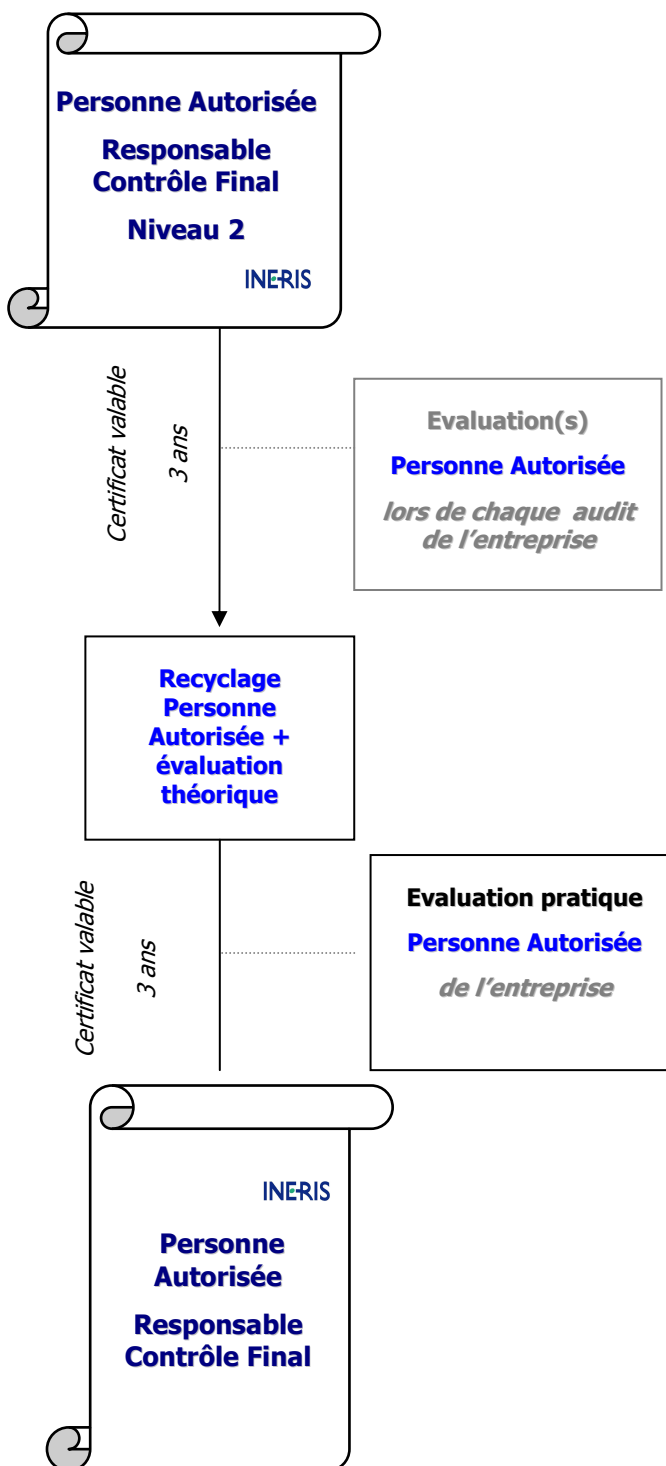 Personne Autorisée
Responsable
Contrôle Final
Niveau 2
INERIS
Certificat valable
3 ans
Evaluation(s)
Personne Autorisée
lors de chaque audit
de l'entreprise
Recyclage
Personne
Autorisée +
évaluation
théorique
Certificat valable
3 ans
Evaluation pratique
Personne Autorisée
de l'entreprise
INERIS
Personne
Autorisée
Responsable
Contrôle Final